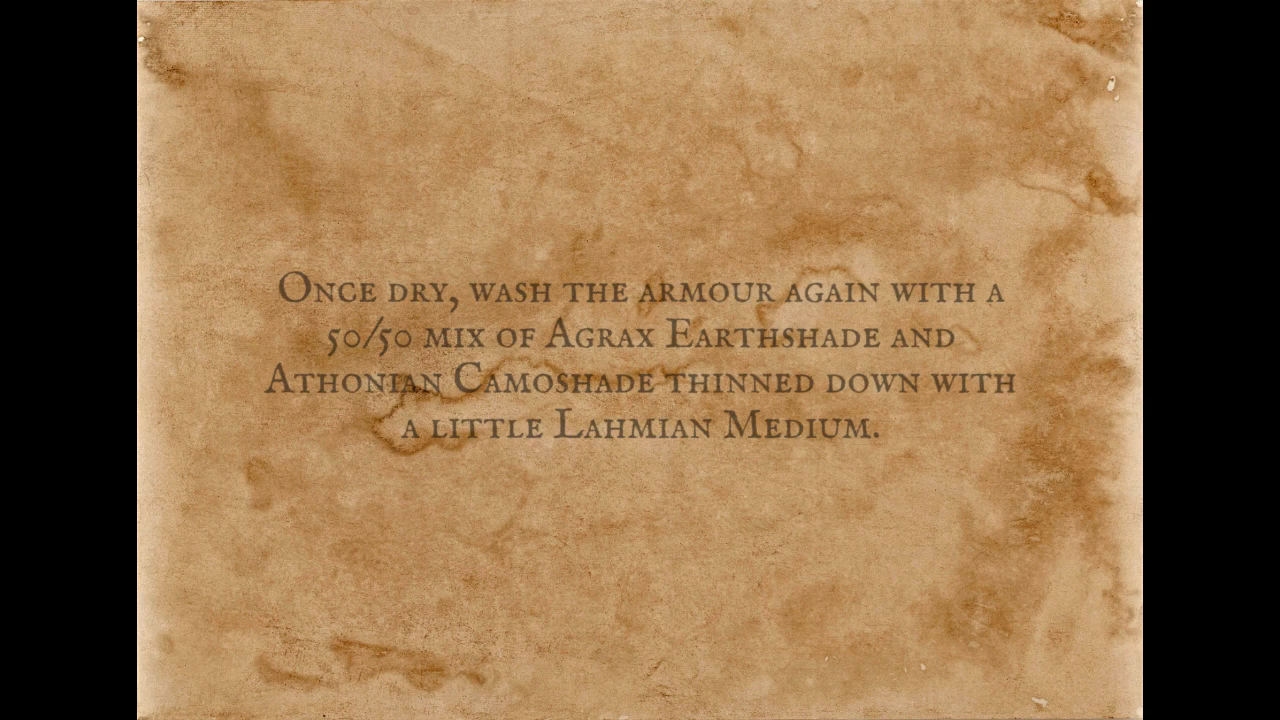 Once dry, wash the armour again with a
50/50 mix of Agrax Earthshade and
Athonian Camoshade thinned down with
a little Lahmian Medium.